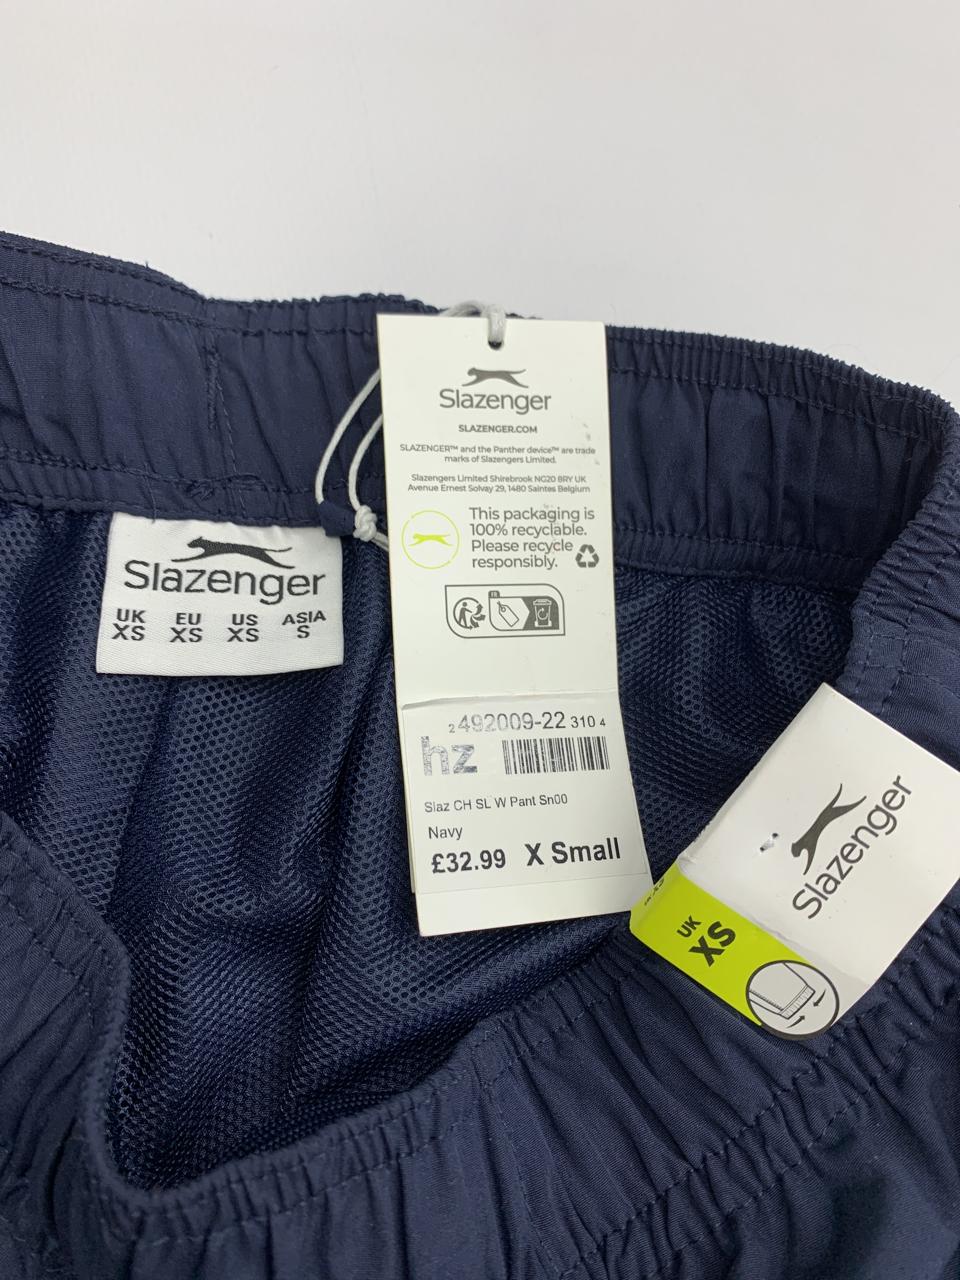 Slazenger
SLAZENGER.COM
SLAZENGER™ and the Panther device™ are trade
marks of Slazengers Limited.
Slazengers Limited Shirebrook NG20 8RY UK
Avenue Ernest Solvay 29, 1480 Saintes Belgium
This packaging is
100% recyclable.
Please recycle
responsibly.
FR
2 492009-22 310 4
hz
Slaz CH SL W Pant Sn00
Navy
£32.99 X Small
Slazenger
UK EU US ASIA
XS XS XS S
Slazenger
UK
XS